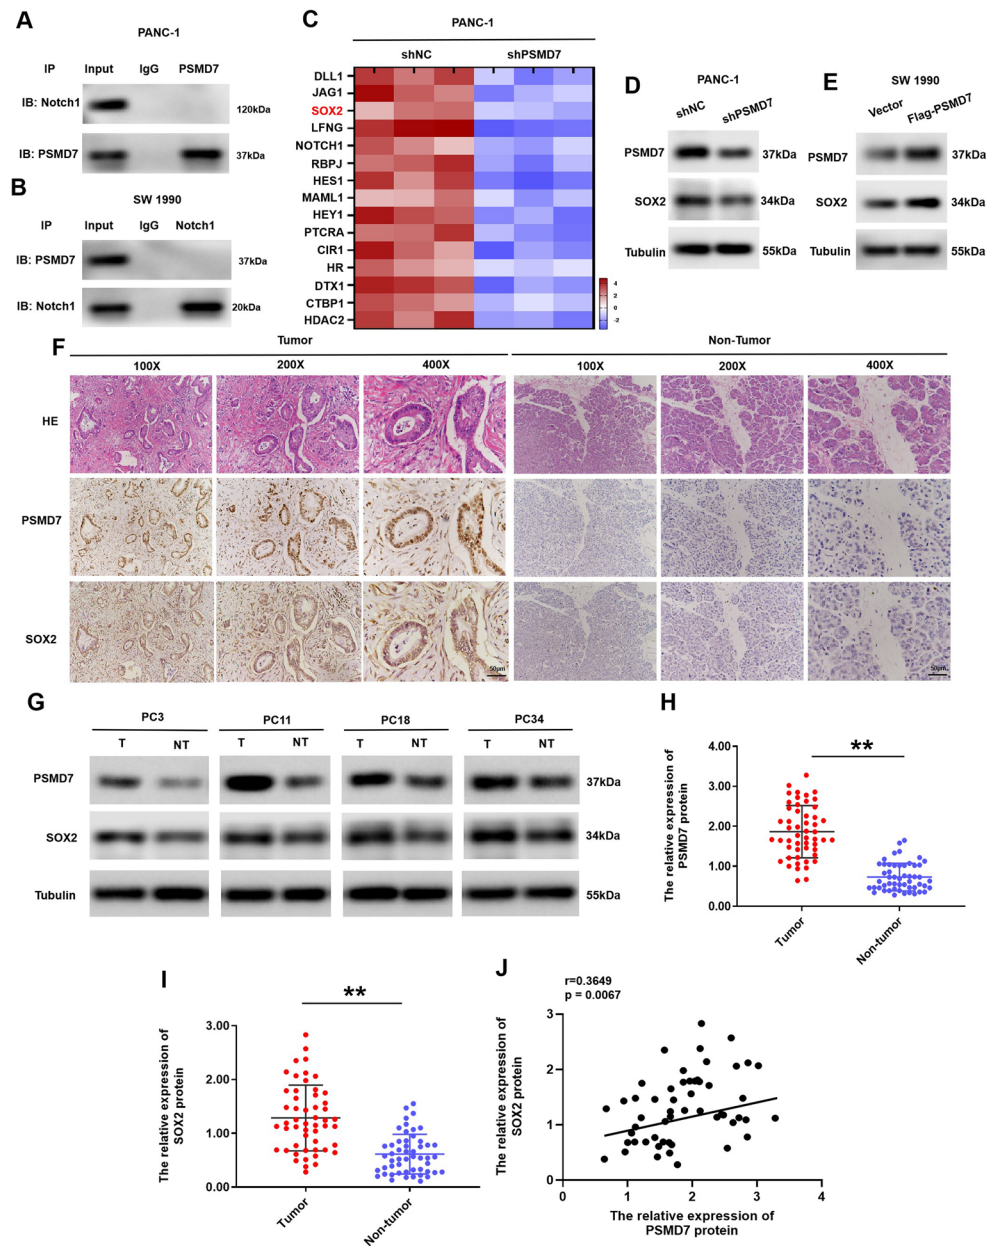 A
PANC-1
IP Input IgG PSMD7
IB: Notch1 120kDa
IB: PSMD7 37kDa
B
SW 1990
IP Input IgG Notch1
IB: PSMD7 37kDa
IB: Notch1 20kDa
C
PANC-1
shNC shPSMD7
DLL1
JAG1
SOX2
LFNG
NOTCH1
RBPJ
HES1
MAML1
HEY1
PTCRA
CIR1
HR
DTX1
CTBP1
HDAC2
4
2
0
-2
D
PANC-1
shNC shPSMD7
PSMD7 37kDa
SOX2 34kDa
Tubulin 55kDa
E
SW 1990
Vector Flag-PSMD7
PSMD7 37kDa
SOX2 34kDa
Tubulin 55kDa
F
Tumor Non-Tumor
100X 200X 400X 100X 200X 400X
HE
PSMD7
SOX2
50μm 50μm
G
PC3 PC11 PC18 PC34
T NT T NT T NT T NT
PSMD7 37kDa
SOX2 34kDa
Tubulin 55kDa
H
The relative expression of
PSMD7 protein
4.00
3.00
2.00
1.00
0.00
**
Tumor Non-tumor
I
The relative expression of
SOX2 protein
3.00
2.00
1.00
0.00
**
Tumor Non-tumor
J
r=0.3649
p = 0.0067
The relative expression of
SOX2 protein
3
2
1
0
0 1 2 3 4
The relative expression of
PSMD7 protein